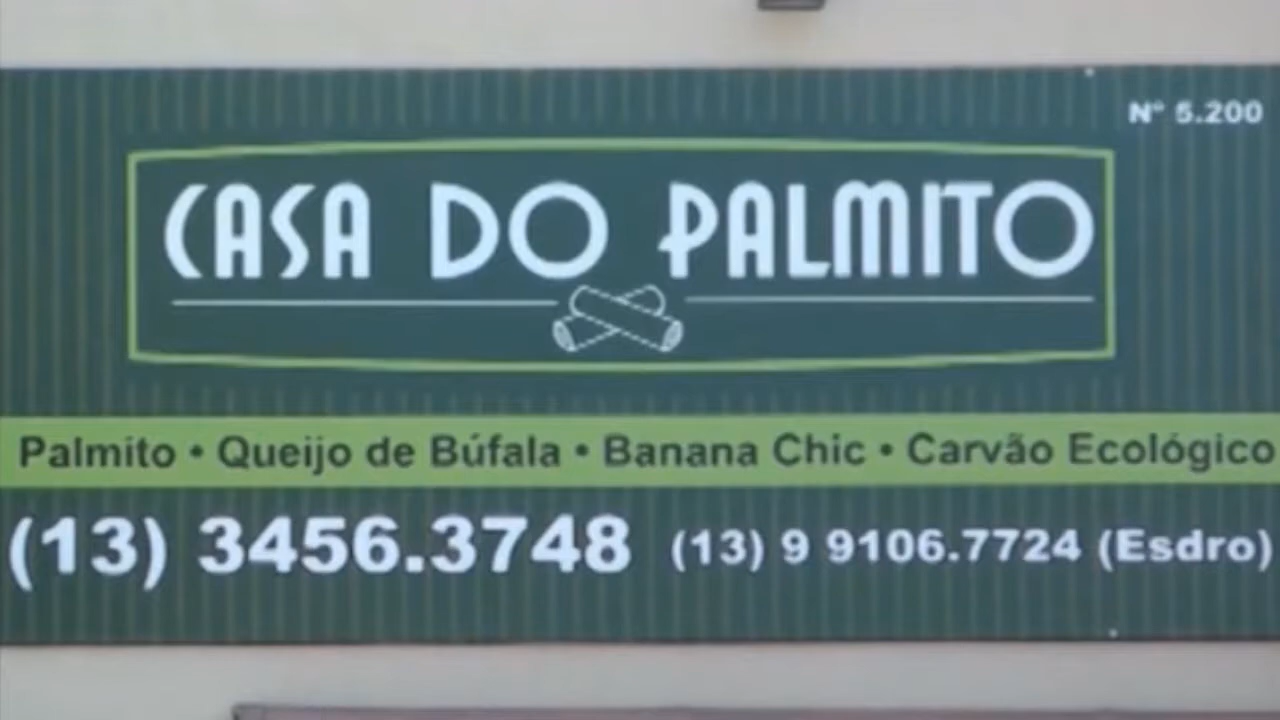 Nº 5.200
CASA DO PALMITO
Palmito • Queijo de Búfala • Banana Chic • Carvão Ecológico
(13) 3456.3748 (13) 9 9106.7724 (Esdro)